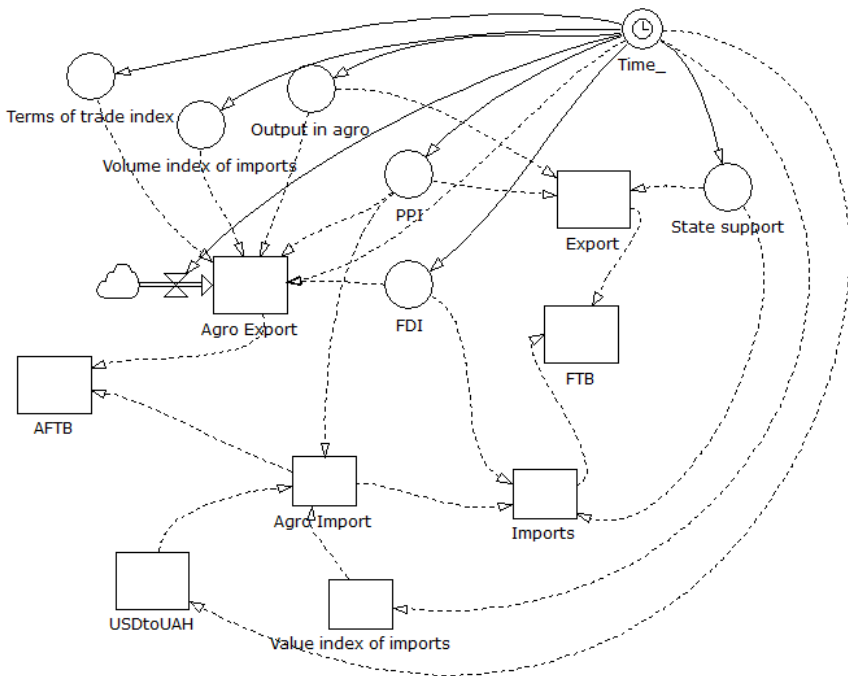 Time_
Terms of trade index
Output in agro
Volume index of imports
PPI
State support
Export
Agro Export
FDI
FTB
AFTB
Agro Import
Imports
USDtoUAH
Value index of imports